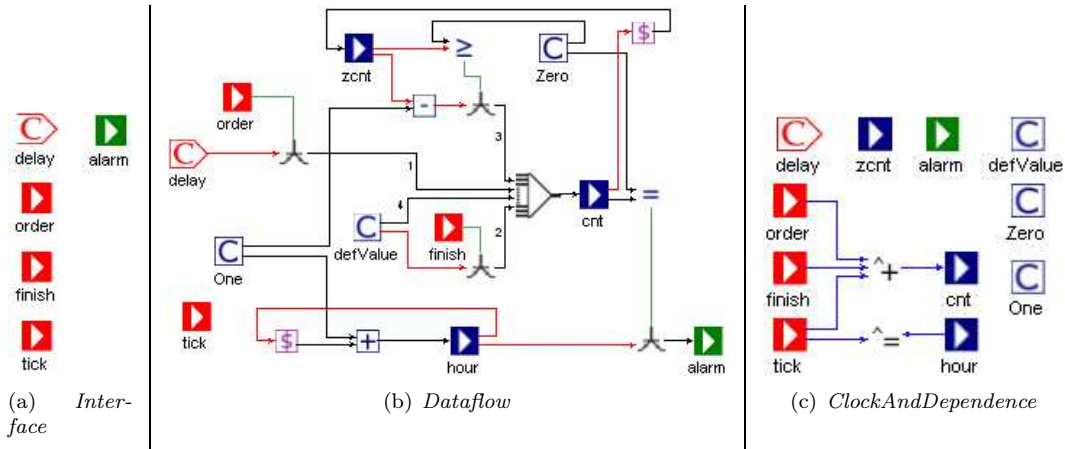 C
delay
alarm
order
finish
tick
(a) Inter-
face
zcnt
≥
C
Zero
$
order
-
C
delay
3
1
4
2
C
defValue
finish
cnt
=
C
One
tick
$
+
hour
alarm
(b) Dataflow
C
delay
zcnt
alarm
C
defValue
order
C
Zero
finish
^+
cnt
C
One
tick
^=
hour
(c) ClockAndDependence